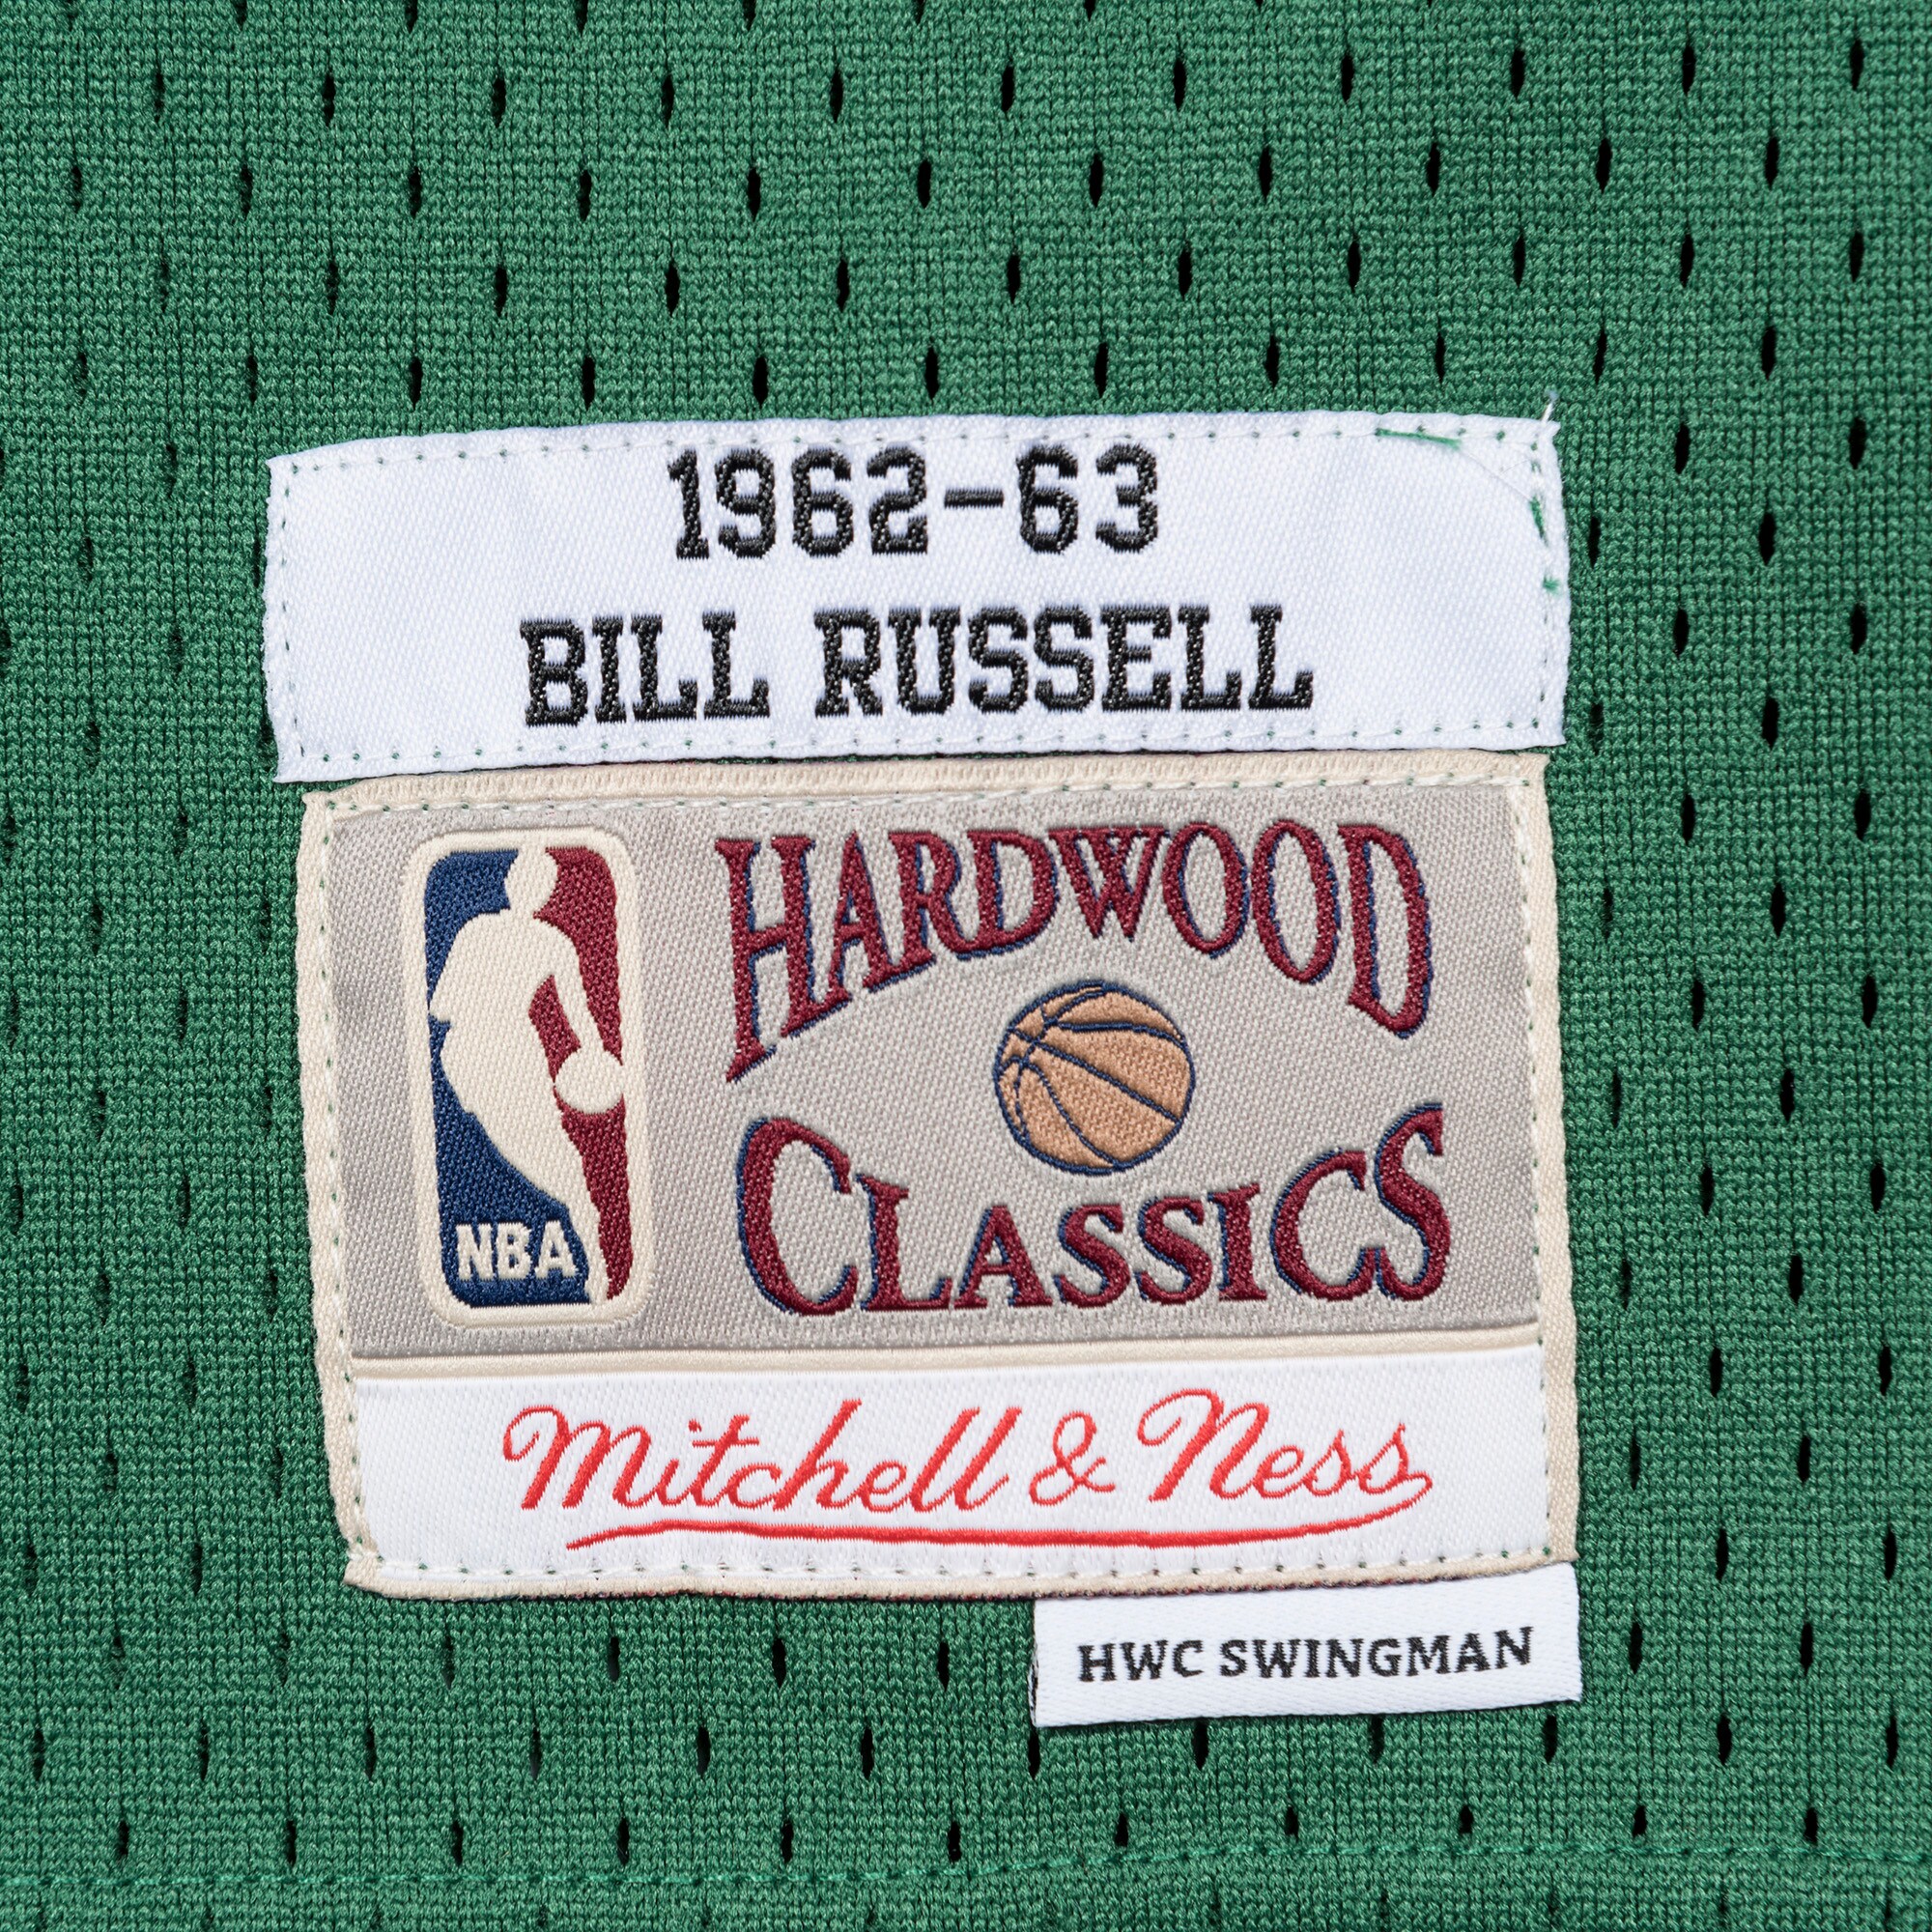 1962-63
BILL RUSSELL
HARDWOOD
CLASSICS
NBA
Mitchell & Ness
HWC SWINGMAN